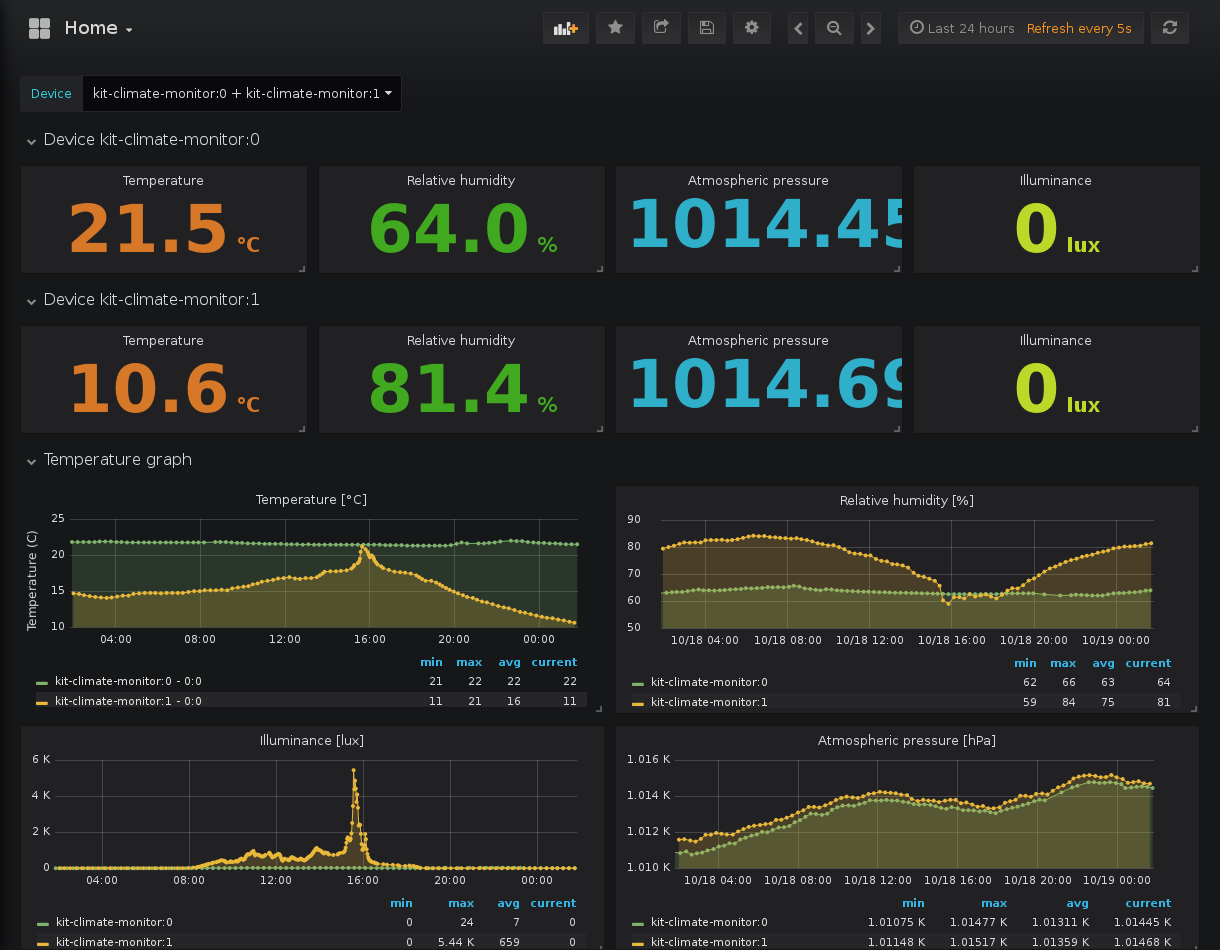 Home
Last 24 hours Refresh every 5s
Device kit-climate-monitor:0 + kit-climate-monitor:1
Device kit-climate-monitor:0
Temperature Relative humidity Atmospheric pressure Illuminance
21.5 °C 64.0 % 1014.45 0 lux
Device kit-climate-monitor:1
Temperature Relative humidity Atmospheric pressure Illuminance
10.6 °C 81.4 % 1014.69 0 lux
Temperature graph
Temperature [°C]
Temperature (C)
25
20
15
10
04:00 08:00 12:00 16:00 20:00 00:00
min max avg current
kit-climate-monitor:0 - 0:0 21 22 22 22
kit-climate-monitor:1 - 0:0 11 21 16 11
Relative humidity [%]
90
80
70
60
50
10/18 04:00 10/18 08:00 10/18 12:00 10/18 16:00 10/18 20:00 10/19 00:00
min max avg current
kit-climate-monitor:0 62 66 63 64
kit-climate-monitor:1 59 84 75 81
Illuminance [lux]
6 K
4 K
2 K
0
04:00 08:00 12:00 16:00 20:00 00:00
min max avg current
kit-climate-monitor:0 0 24 7 0
kit-climate-monitor:1 0 5.44 K 659 0
Atmospheric pressure [hPa]
1.016 K
1.014 K
1.012 K
1.010 K
10/18 04:00 10/18 08:00 10/18 12:00 10/18 16:00 10/18 20:00 10/19 00:00
min max avg current
kit-climate-monitor:0 1.01075 K 1.01477 K 1.01311 K 1.01445 K
kit-climate-monitor:1 1.01148 K 1.01517 K 1.01359 K 1.01468 K